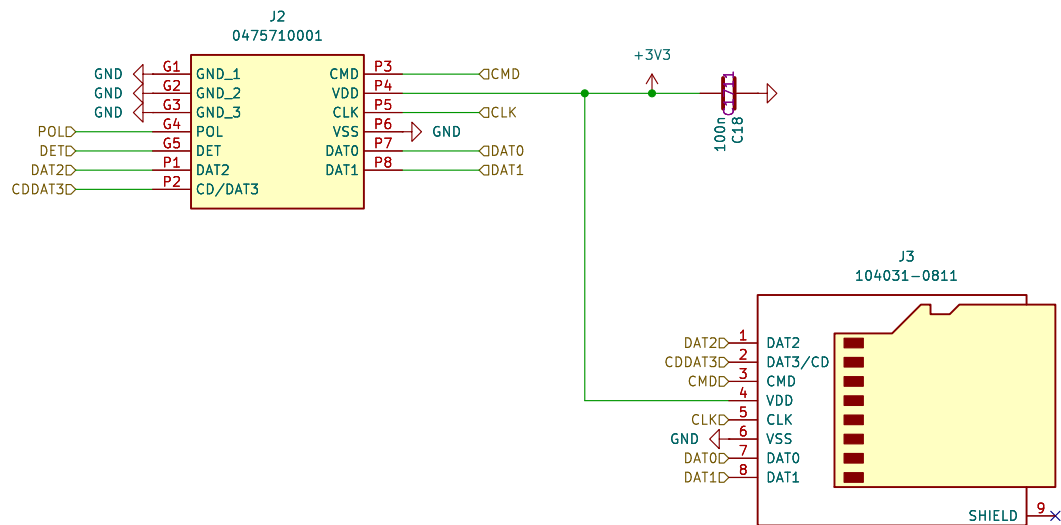 J2
0475710001
GND G1 GND_1
GND G2 GND_2
GND G3 GND_3
POL G4 POL
DET G5 DET
DAT2 P1 DAT2
CDDAT3 P2 CD/DAT3
CMD P3 CMD
VDD P4
CLK P5 CLK
VSS P6 GND
DAT0 P7 DAT0
DAT1 P8 DAT1
+3V3
100n
C18
J3
104031-0811
DAT2 1 DAT2
CDDAT3 2 DAT3/CD
CMD 3 CMD
4 VDD
CLK 5 CLK
GND 6 VSS
DAT0 7 DAT0
DAT1 8 DAT1
SHIELD 9